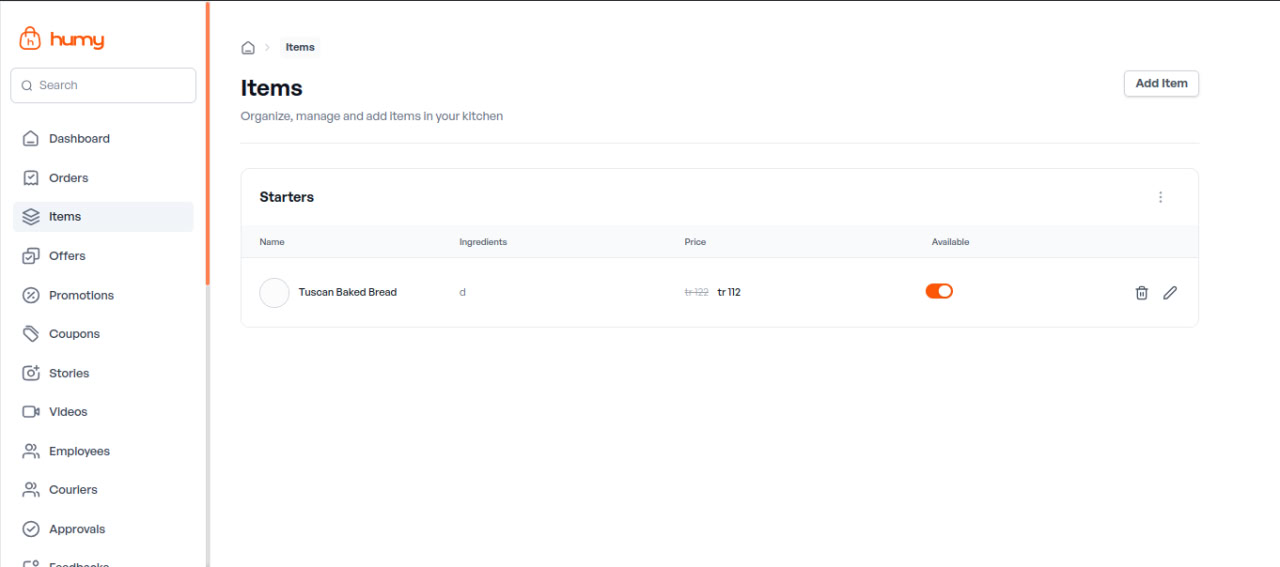 humy
Search
Dashboard
Orders
Items
Offers
Promotions
Coupons
Stories
Videos
Employees
Couriers
Approvals
Feedbacks
Items
Items
Add Item
Organize, manage and add items in your kitchen
Starters
Name Ingredients Price Available
Tuscan Baked Bread d tr 122 tr 112